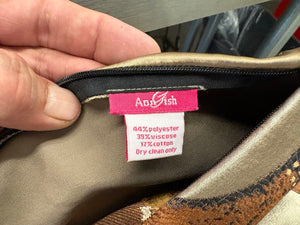 AnnGish
44% polyester
39% viscose
17% cotton
Dry clean only